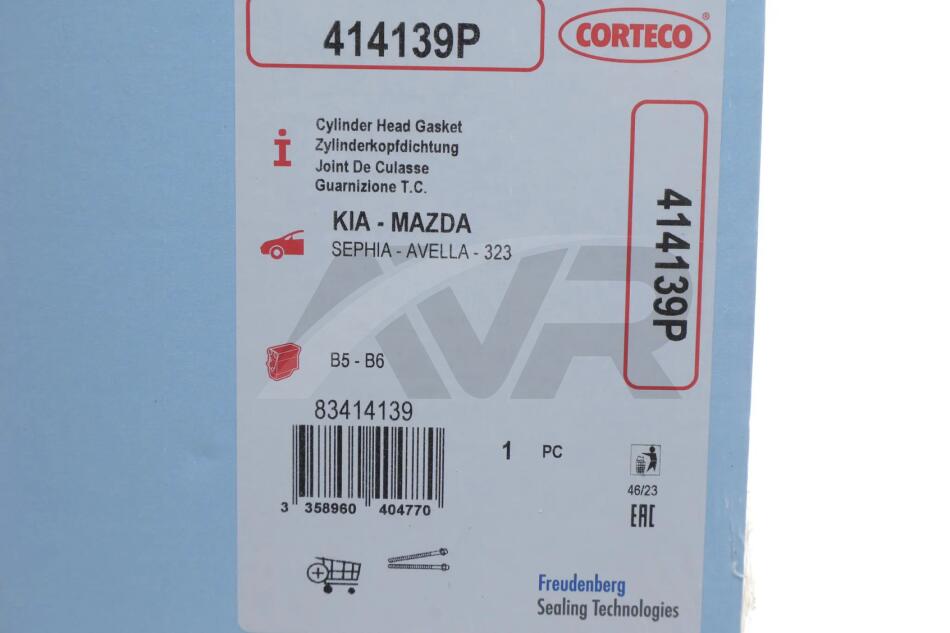 414139P
CORTECO®
Cylinder Head Gasket
Zylinderkopfdichtung
Joint De Culasse
Guarnizione T.C.
KIA - MAZDA
SEPHIA - AVELLA - 323
414139P
AVR
B5 - B6
83414139
3 358960 404770
1 PC
46/23
EAC
Freudenberg
Sealing Technologies